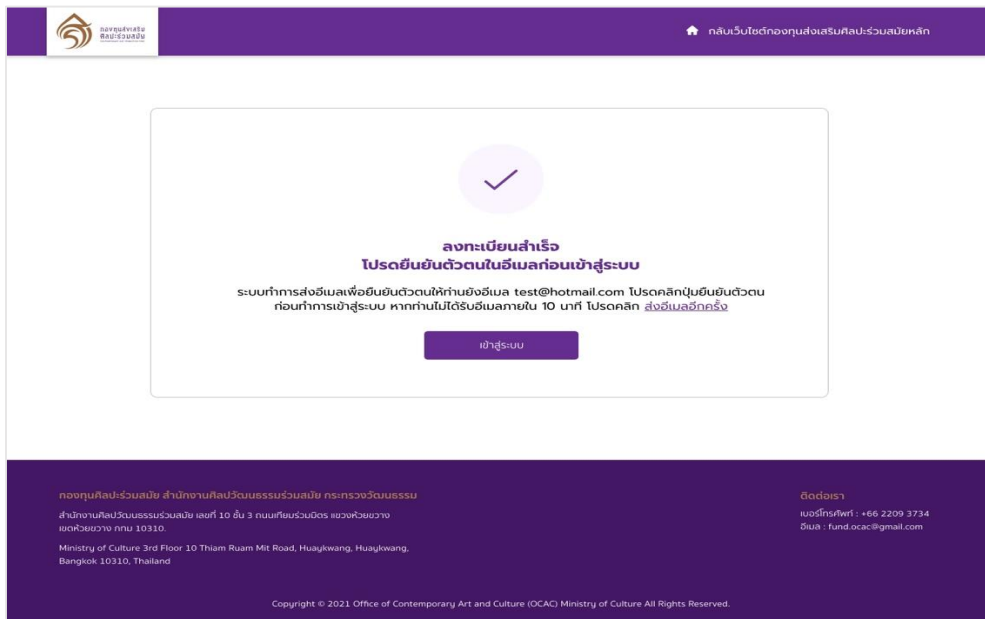 กองทุนส่งเสริม
ศิลปะร่วมสมัย
กลับเว็บไซต์กองทุนส่งเสริมศิลปะร่วมสมัยหลัก
ลงทะเบียนสำเร็จ
โปรดยืนยันตัวตนในอีเมลก่อนเข้าสู่ระบบ
ระบบทำการส่งอีเมลเพื่อยืนยันตัวตนให้ท่านยังอีเมล test@hotmail.com โปรดคลิกปุ่มยืนยันตัวตน
ก่อนทำการเข้าสู่ระบบ หากท่านไม่ได้รับอีเมลภายใน 10 นาที โปรดคลิก ส่งอีเมลอีกครั้ง
เข้าสู่ระบบ
กองทุนศิลปะร่วมสมัย สำนักงานศิลปวัฒนธรรมร่วมสมัย กระทรวงวัฒนธรรม
สำนักงานศิลปวัฒนธรรมร่วมสมัย เลขที่ 10 ชั้น 3 ถนนเทียมร่วมมิตร แขวงห้วยขวาง
เขตห้วยขวาง กทม 10310.
Ministry of Culture 3rd Floor 10 Thiam Ruam Mit Road, Huaykwang, Huaykwang,
Bangkok 10310, Thailand
ติดต่อเรา
เบอร์โทรศัพท์ : +66 2209 3734
อีเมล : fund.ocac@gmail.com
Copyright © 2021 Office of Contemporary Art and Culture (OCAC) Ministry of Culture All Rights Reserved.